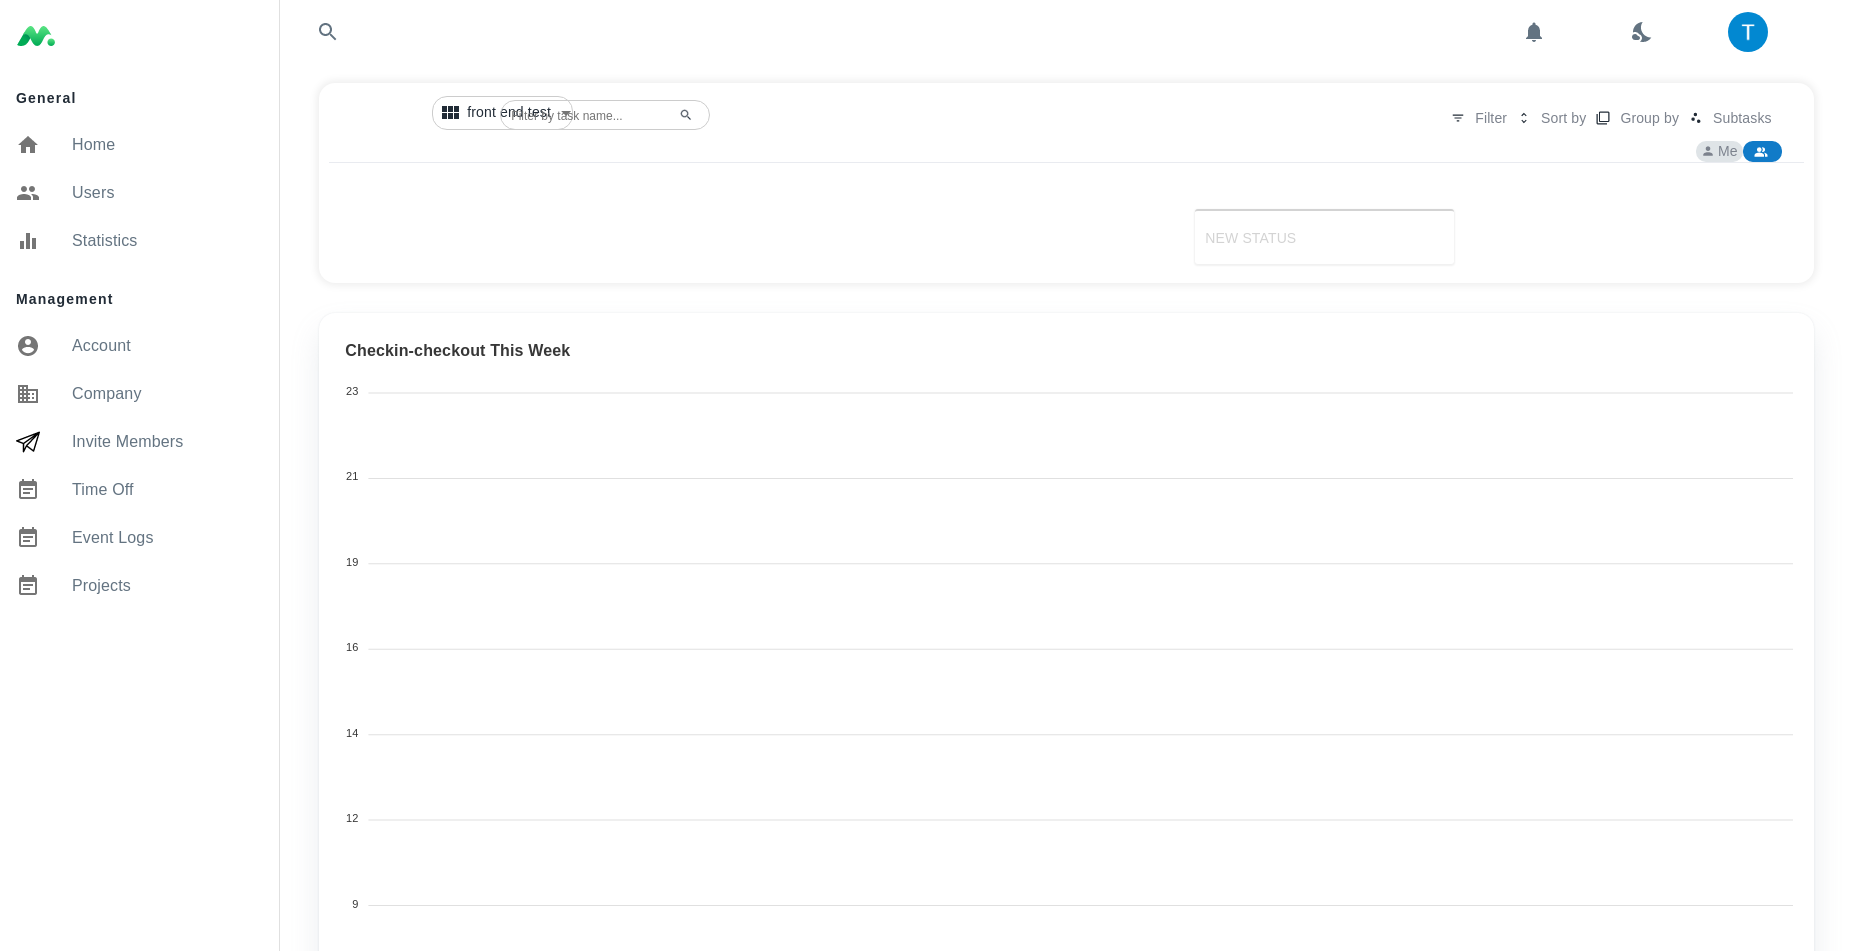 T
General
Home
Users
Statistics
Management
Account
Company
Invite Members
Time Off
Event Logs
Projects
front end test
Filter by task name...
Filter Sort by Group by Subtasks
Me
NEW STATUS
Checkin-checkout This Week
23
21
19
16
14
12
9